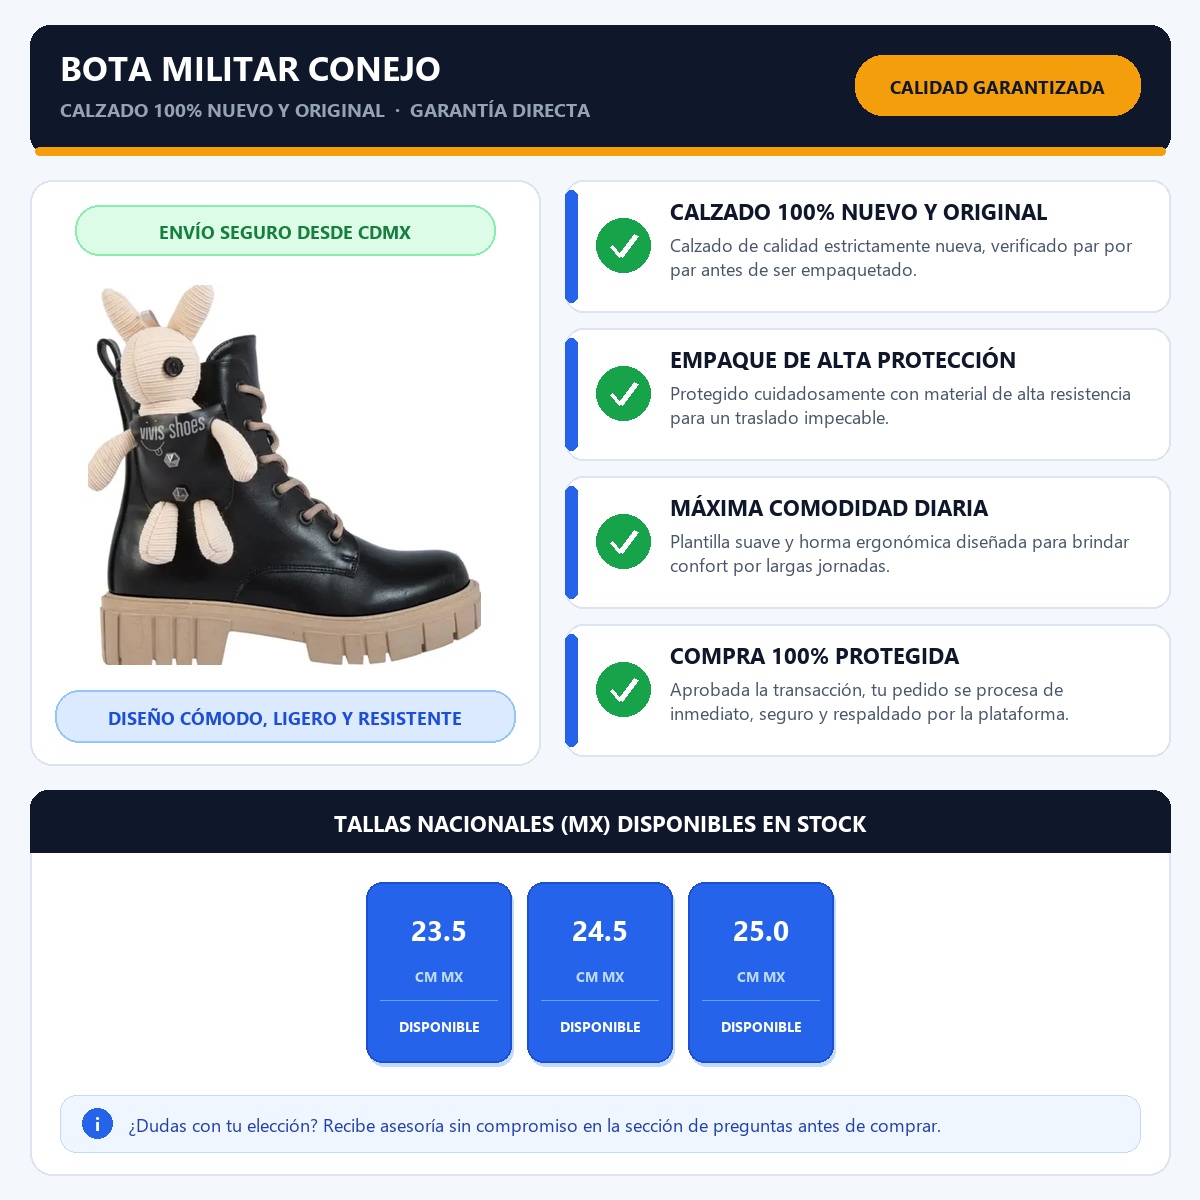 BOTA MILITAR CONEJO
CALZADO 100% NUEVO Y ORIGINAL · GARANTÍA DIRECTA
CALIDAD GARANTIZADA
ENVÍO SEGURO DESDE CDMX
vivis shoes
DISEÑO CÓMODO, LIGERO Y RESISTENTE
CALZADO 100% NUEVO Y ORIGINAL
Calzado de calidad estrictamente nueva, verificado par por
par antes de ser empaquetado.
EMPAQUE DE ALTA PROTECCIÓN
Protegido cuidadosamente con material de alta resistencia
para un traslado impecable.
MÁXIMA COMODIDAD DIARIA
Plantilla suave y horma ergonómica diseñada para brindar
confort por largas jornadas.
COMPRA 100% PROTEGIDA
Aprobada la transacción, tu pedido se procesa de
inmediato, seguro y respaldado por la plataforma.
TALLAS NACIONALES (MX) DISPONIBLES EN STOCK
23.5
CM MX
DISPONIBLE
24.5
CM MX
DISPONIBLE
25.0
CM MX
DISPONIBLE
¿Dudas con tu elección? Recibe asesoría sin compromiso en la sección de preguntas antes de comprar.